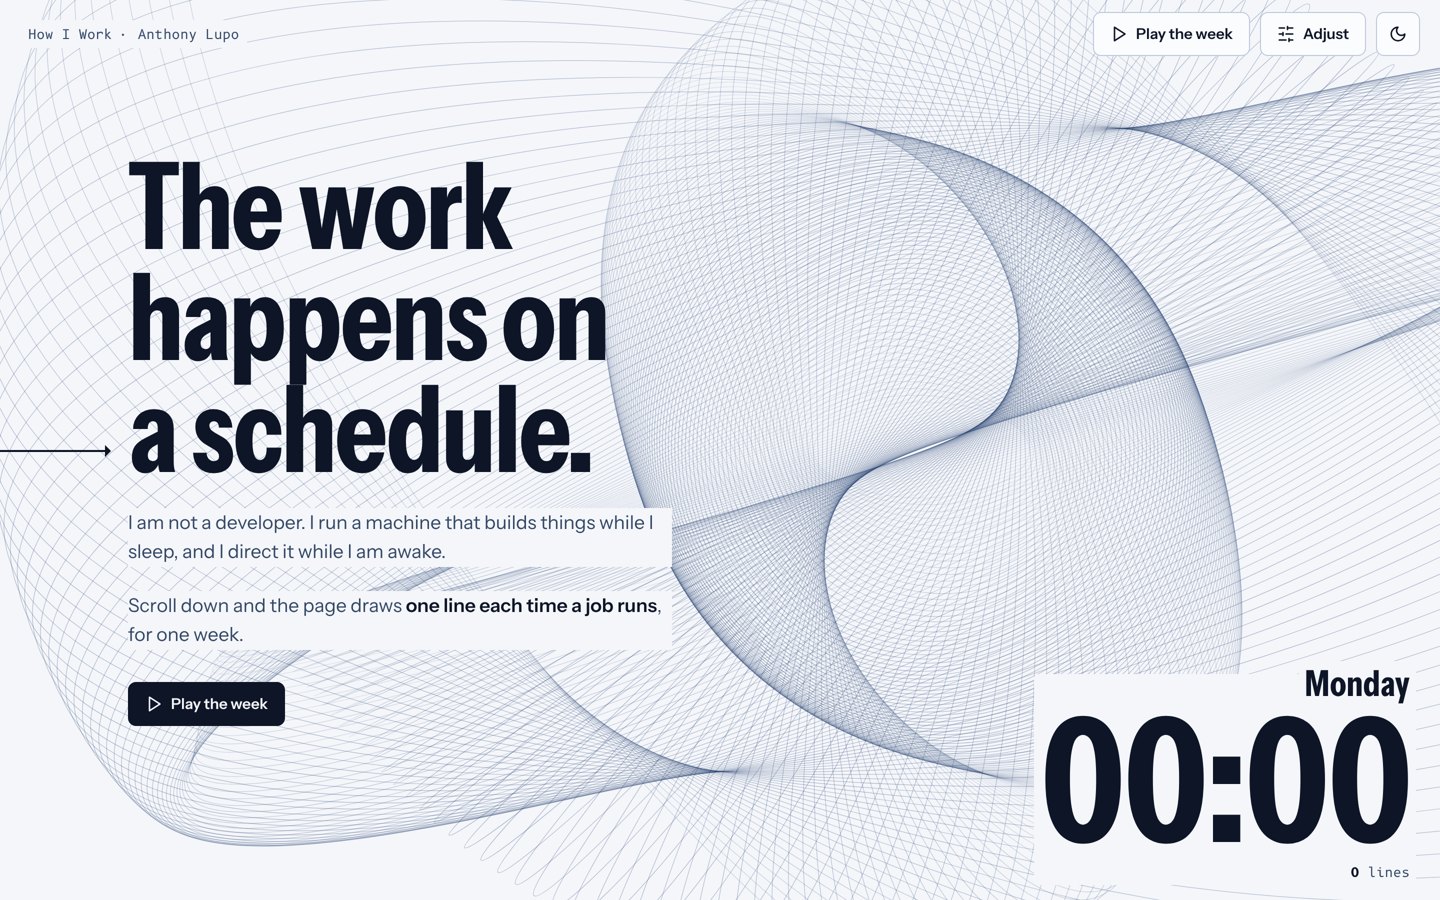 How I Work · Anthony Lupo
Play the week
Adjust
The work
happens on
a schedule.
I am not a developer. I run a machine that builds things while I
sleep, and I direct it while I am awake.
Scroll down and the page draws one line each time a job runs,
for one week.
Play the week
Monday
00:00
0 lines